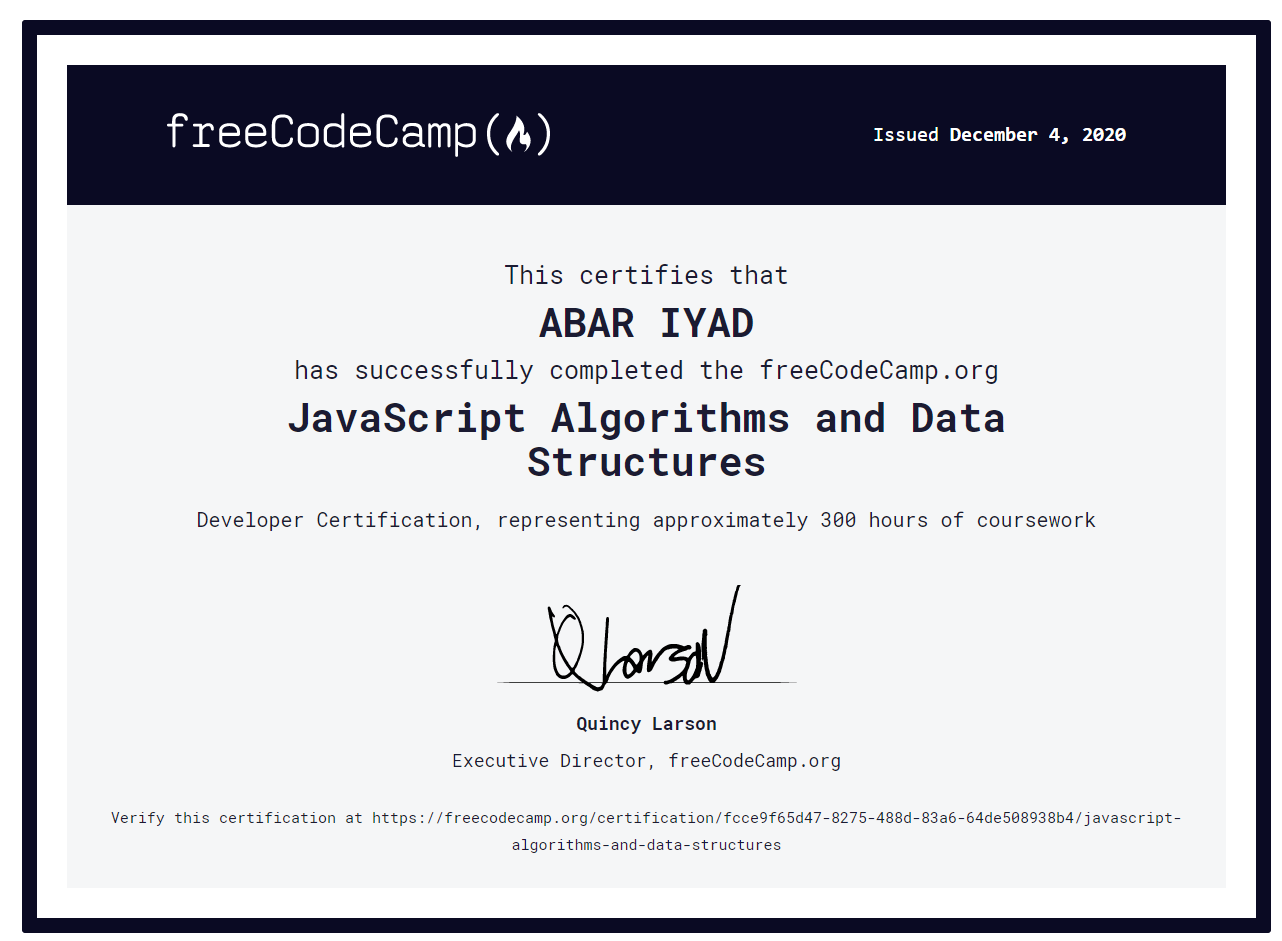 freeCodeCamp
Issued December 4, 2020
This certifies that
ABAR IYAD
has successfully completed the freeCodeCamp.org
JavaScript Algorithms and Data
Structures
Developer Certification, representing approximately 300 hours of coursework
Q Larson
Quincy Larson
Executive Director, freeCodeCamp.org
Verify this certification at https://freecodecamp.org/certification/fcce9f65d47-8275-488d-83a6-64de508938b4/javascript-
algorithms-and-data-structures